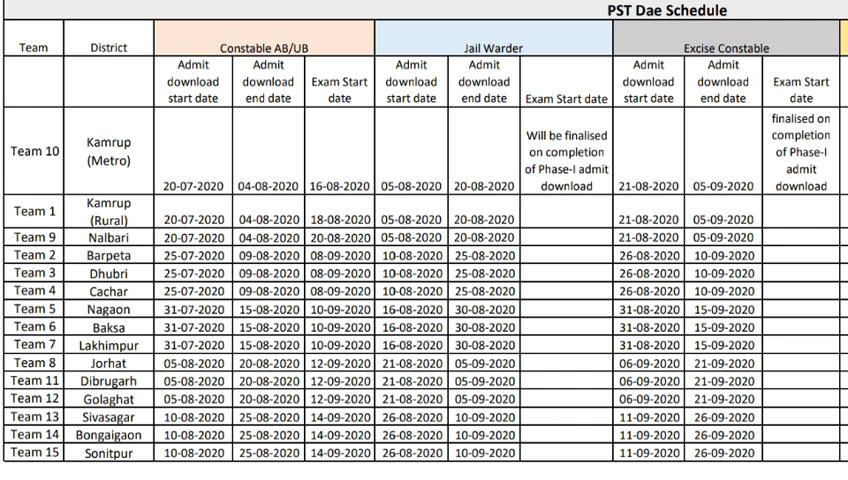 PST Dae Schedule
Team District Constable AB/UB Jail Warder Excise Constable
Admit download start date Admit download end date Exam Start date Admit download start date Admit download end date Exam Start date Admit download start date Admit download end date Exam Start date
Team 10 Kamrup (Metro) 20-07-2020 04-08-2020 16-08-2020 05-08-2020 20-08-2020 Will be finalised on completion of Phase-I admit download 21-08-2020 05-09-2020 finalised on completion of Phase-I admit download
Team 1 Kamrup (Rural) 20-07-2020 04-08-2020 18-08-2020 05-08-2020 20-08-2020 21-08-2020 05-09-2020
Team 9 Nalbari 20-07-2020 04-08-2020 20-08-2020 05-08-2020 20-08-2020 21-08-2020 05-09-2020
Team 2 Barpeta 25-07-2020 09-08-2020 08-09-2020 10-08-2020 25-08-2020 26-08-2020 10-09-2020
Team 3 Dhubri 25-07-2020 09-08-2020 08-09-2020 10-08-2020 25-08-2020 26-08-2020 10-09-2020
Team 4 Cachar 25-07-2020 09-08-2020 08-09-2020 10-08-2020 25-08-2020 26-08-2020 10-09-2020
Team 5 Nagaon 31-07-2020 15-08-2020 10-09-2020 16-08-2020 30-08-2020 31-08-2020 15-09-2020
Team 6 Baksa 31-07-2020 15-08-2020 10-09-2020 16-08-2020 30-08-2020 31-08-2020 15-09-2020
Team 7 Lakhimpur 31-07-2020 15-08-2020 10-09-2020 16-08-2020 30-08-2020 31-08-2020 15-09-2020
Team 8 Jorhat 05-08-2020 20-08-2020 12-09-2020 21-08-2020 05-09-2020 06-09-2020 21-09-2020
Team 11 Dibrugarh 05-08-2020 20-08-2020 12-09-2020 21-08-2020 05-09-2020 06-09-2020 21-09-2020
Team 12 Golaghat 05-08-2020 20-08-2020 12-09-2020 21-08-2020 05-09-2020 06-09-2020 21-09-2020
Team 13 Sivasagar 10-08-2020 25-08-2020 14-09-2020 26-08-2020 10-09-2020 11-09-2020 26-09-2020
Team 14 Bongaigaon 10-08-2020 25-08-2020 14-09-2020 26-08-2020 10-09-2020 11-09-2020 26-09-2020
Team 15 Sonitpur 10-08-2020 25-08-2020 14-09-2020 26-08-2020 10-09-2020 11-09-2020 26-09-2020